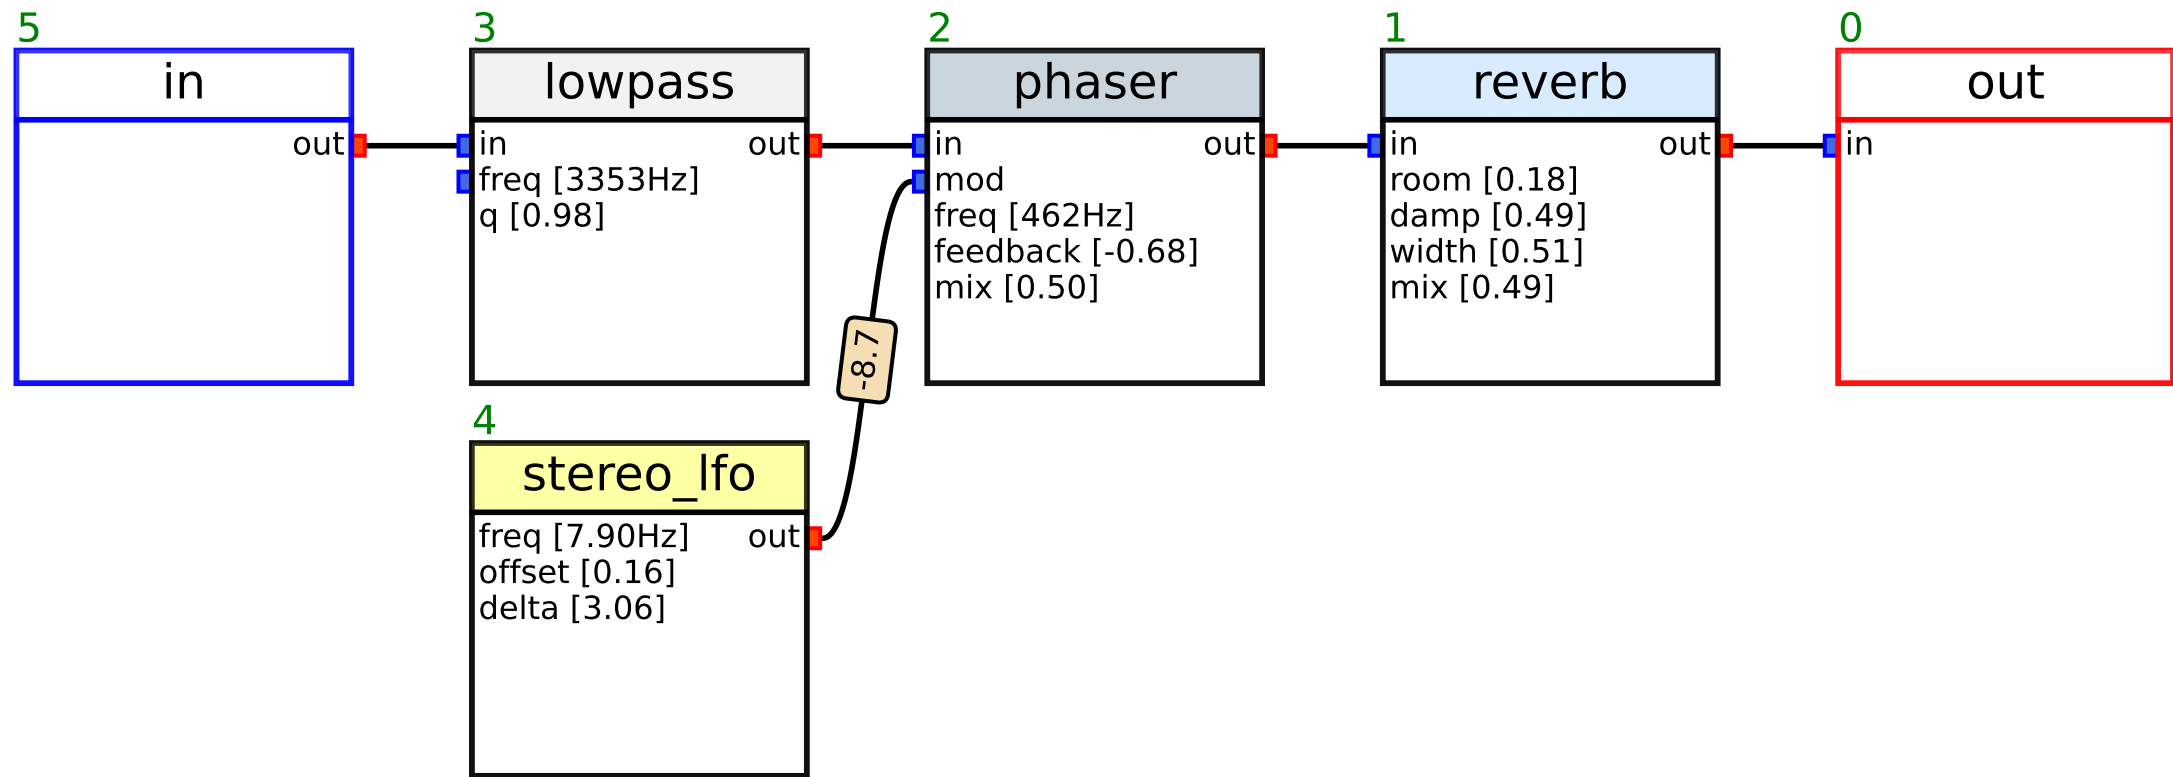 5
in
out
3
lowpass
in
out
freq [3353Hz]
q [0.98]
2
phaser
in
out
mod
freq [462Hz]
feedback [-0.68]
mix [0.50]
1
reverb
in
out
room [0.18]
damp [0.49]
width [0.51]
mix [0.49]
0
out
in
-8.7
4
stereo_lfo
freq [7.90Hz]
out
offset [0.16]
delta [3.06]